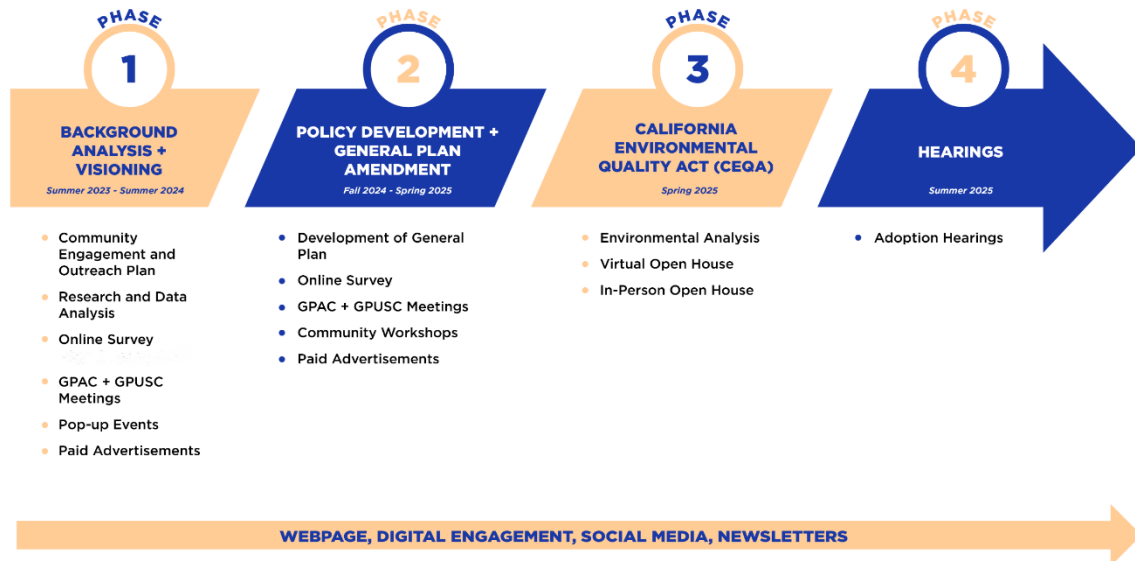 PHASE
1
BACKGROUND
ANALYSIS +
VISIONING
Summer 2023 - Summer 2024
Community
Engagement and
Outreach Plan
Research and Data
Analysis
Online Survey
GPAC + GPUSC
Meetings
Pop-up Events
Paid Advertisements
PHASE
2
POLICY DEVELOPMENT +
GENERAL PLAN
AMENDMENT
Fall 2024 - Spring 2025
Development of General
Plan
Online Survey
GPAC + GPUSC Meetings
Community Workshops
Paid Advertisements
PHASE
3
CALIFORNIA
ENVIRONMENTAL
QUALITY ACT (CEQA)
Spring 2025
Environmental Analysis
Virtual Open House
In-Person Open House
PHASE
4
HEARINGS
Summer 2025
Adoption Hearings
WEBPAGE, DIGITAL ENGAGEMENT, SOCIAL MEDIA, NEWSLETTERS